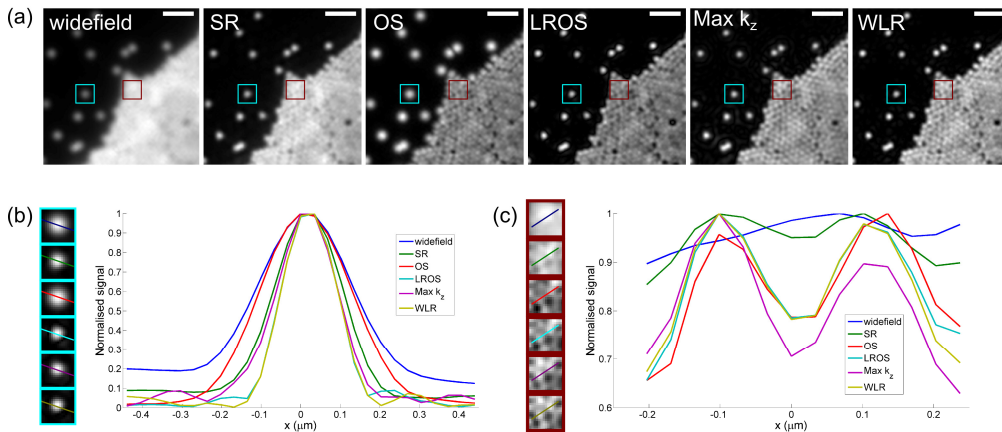 (a)
widefield
SR
OS
LROS
Max kz
WLR
(b)
Normalised signal
1
0.9
0.8
0.7
0.6
0.5
0.4
0.3
0.2
0.1
0
-0.4
-0.3
-0.2
-0.1
0
0.1
0.2
0.3
0.4
x (μm)
widefield
SR
OS
LROS
Max kz
WLR
(c)
Normalised signal
1
0.9
0.8
0.7
0.6
-0.2
-0.1
0
0.1
0.2
x (μm)
widefield
SR
OS
LROS
Max kz
WLR